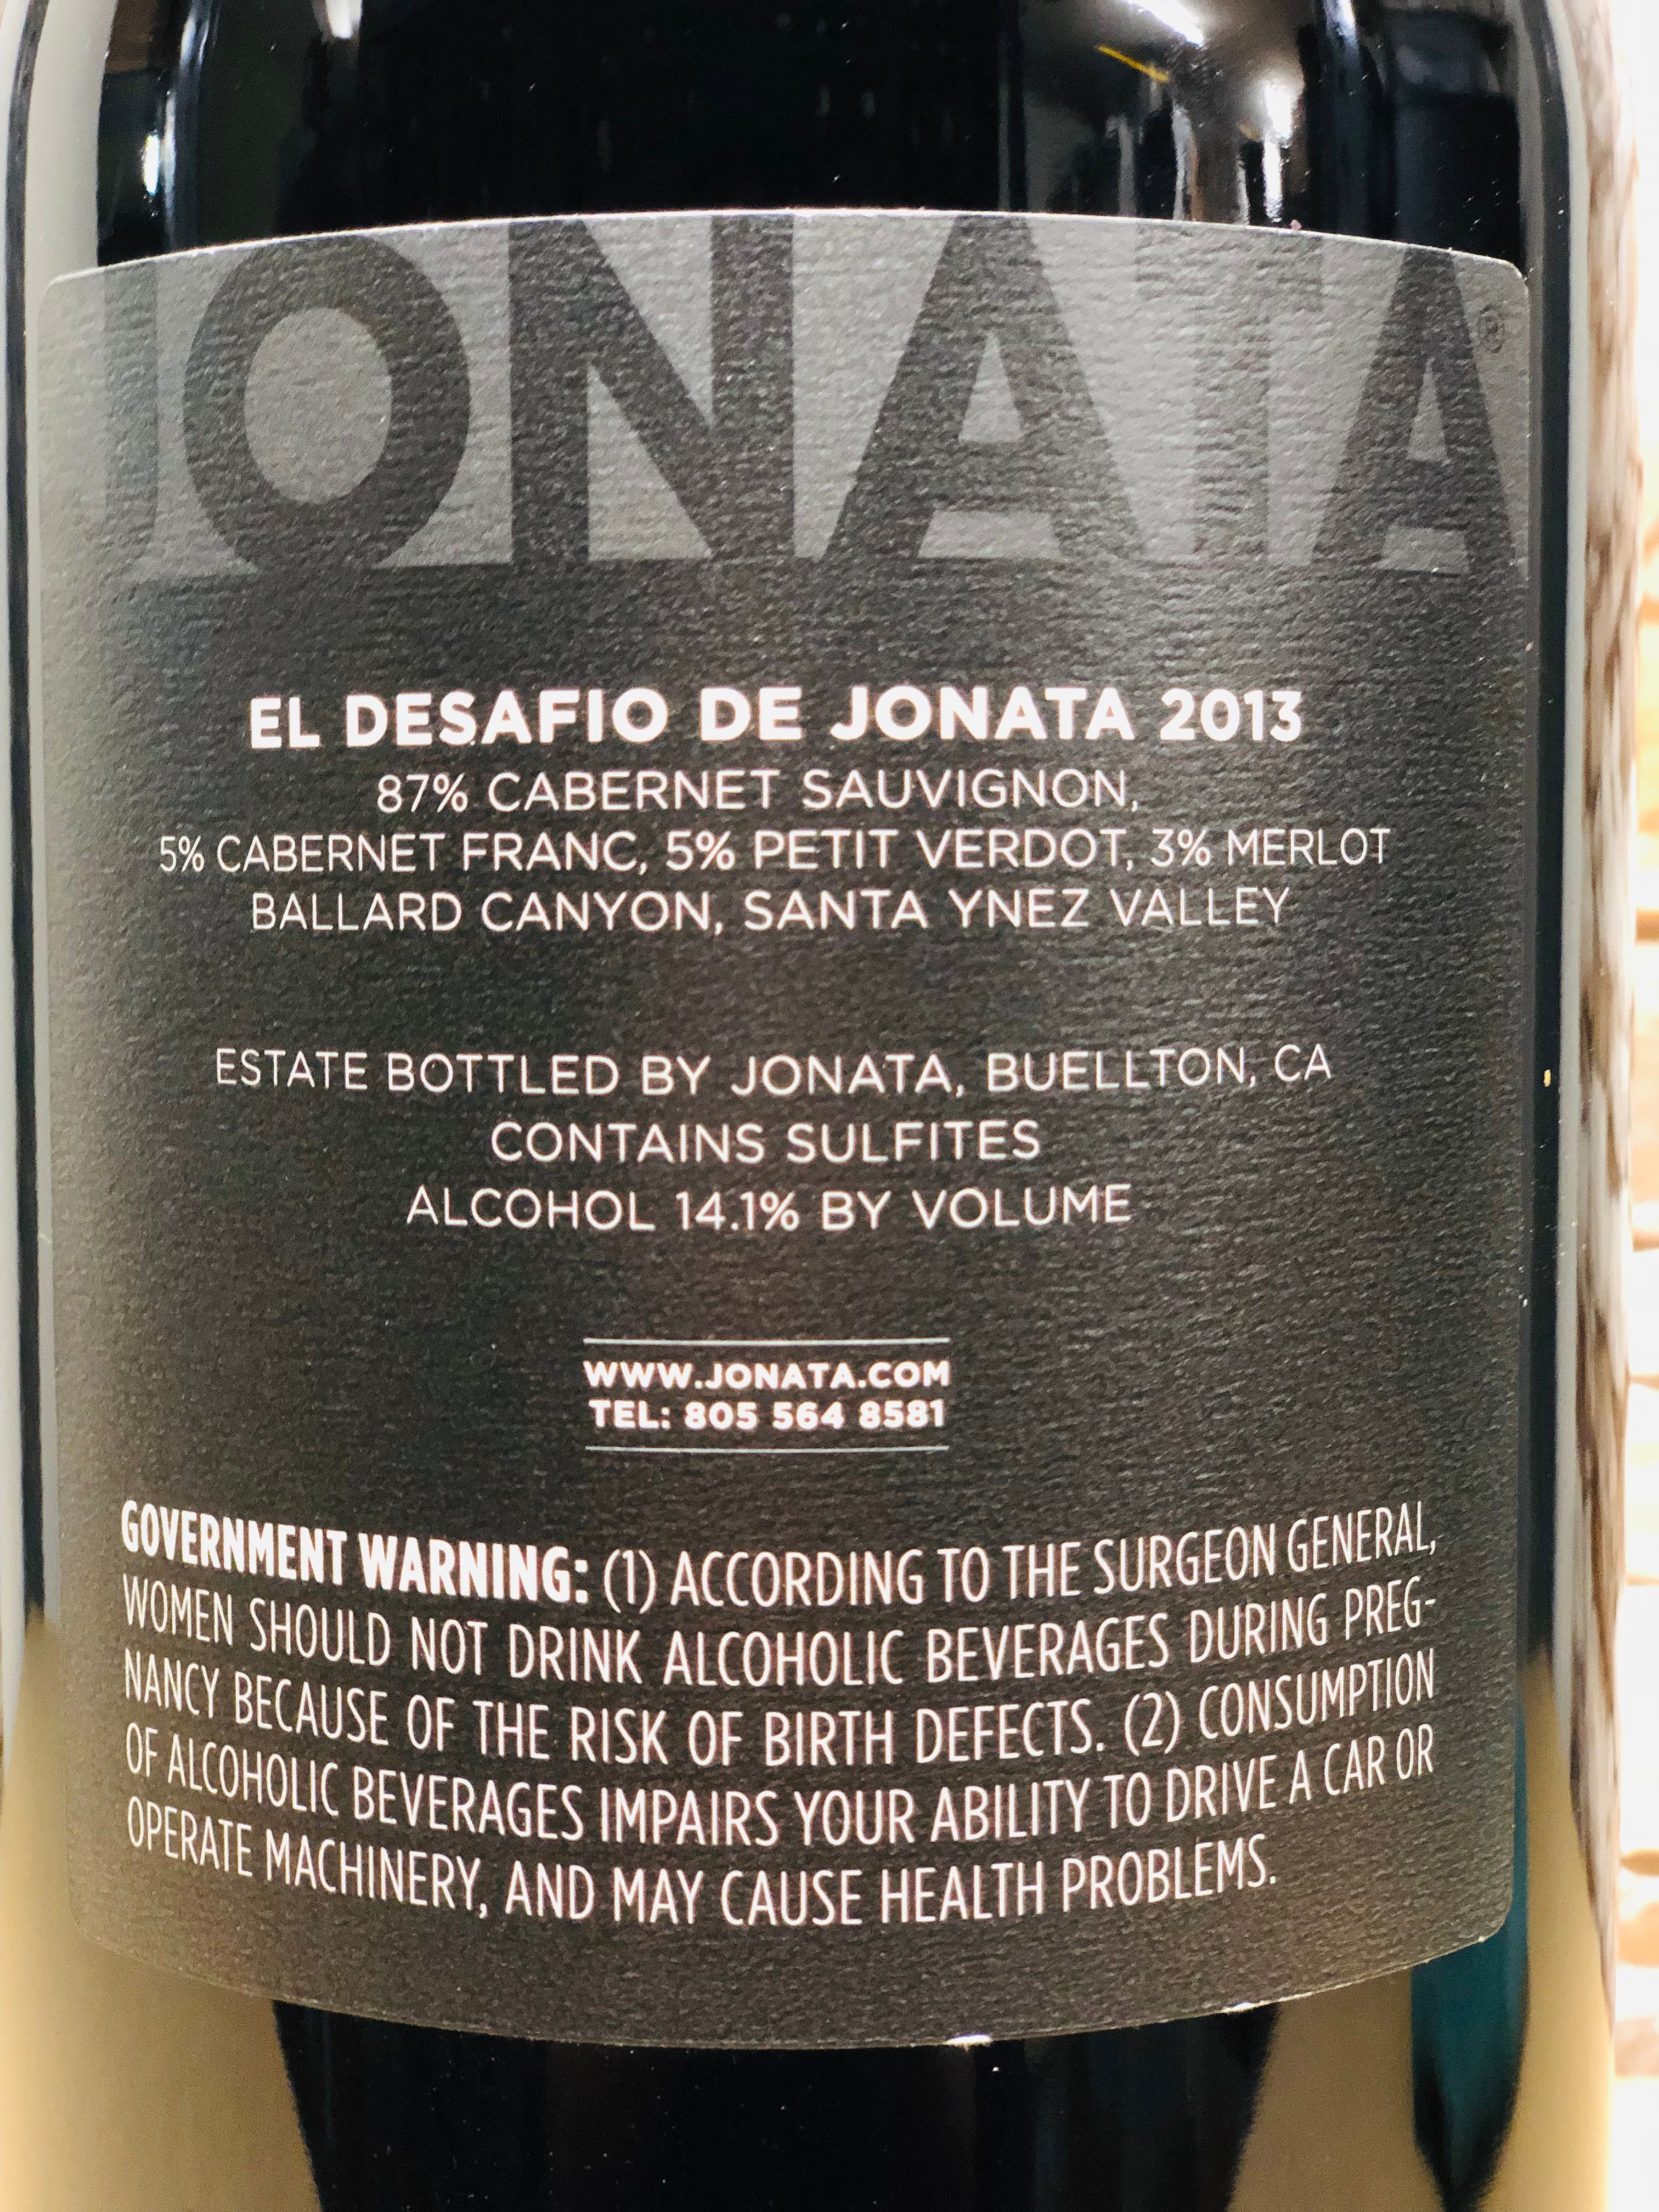 JONATA®
EL DESAFIO DE JONATA 2013
87% CABERNET SAUVIGNON,
5% CABERNET FRANC, 5% PETIT VERDOT, 3% MERLOT
BALLARD CANYON, SANTA YNEZ VALLEY
ESTATE BOTTLED BY JONATA, BUELLTON, CA
CONTAINS SULFITES
ALCOHOL 14.1% BY VOLUME
WWW.JONATA.COM
TEL: 805 564 8581
GOVERNMENT WARNING: (1) ACCORDING TO THE SURGEON GENERAL,
WOMEN SHOULD NOT DRINK ALCOHOLIC BEVERAGES DURING PREG-
NANCY BECAUSE OF THE RISK OF BIRTH DEFECTS. (2) CONSUMPTION
OF ALCOHOLIC BEVERAGES IMPAIRS YOUR ABILITY TO DRIVE A CAR OR
OPERATE MACHINERY, AND MAY CAUSE HEALTH PROBLEMS.